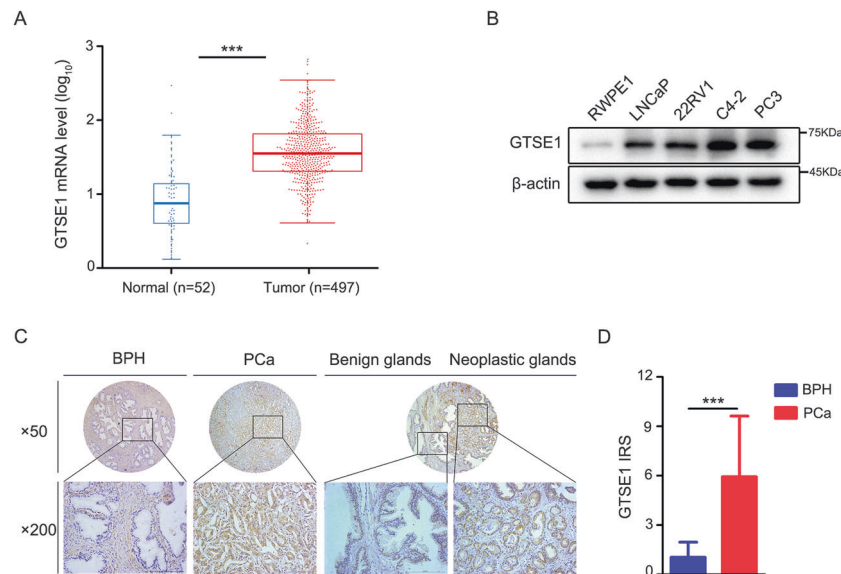 A
GTSE1 mRNA level (log10)
3
2
1
0
***
Normal (n=52)
Tumor (n=497)
B
RWPE1
LNCaP
22RV1
C4-2
PC3
GTSE1
75KDa
β-actin
45KDa
C
BPH
PCa
Benign glands
Neoplastic glands
×50
×200
D
GTSE1 IRS
12
9
6
3
0
***
BPH
PCa